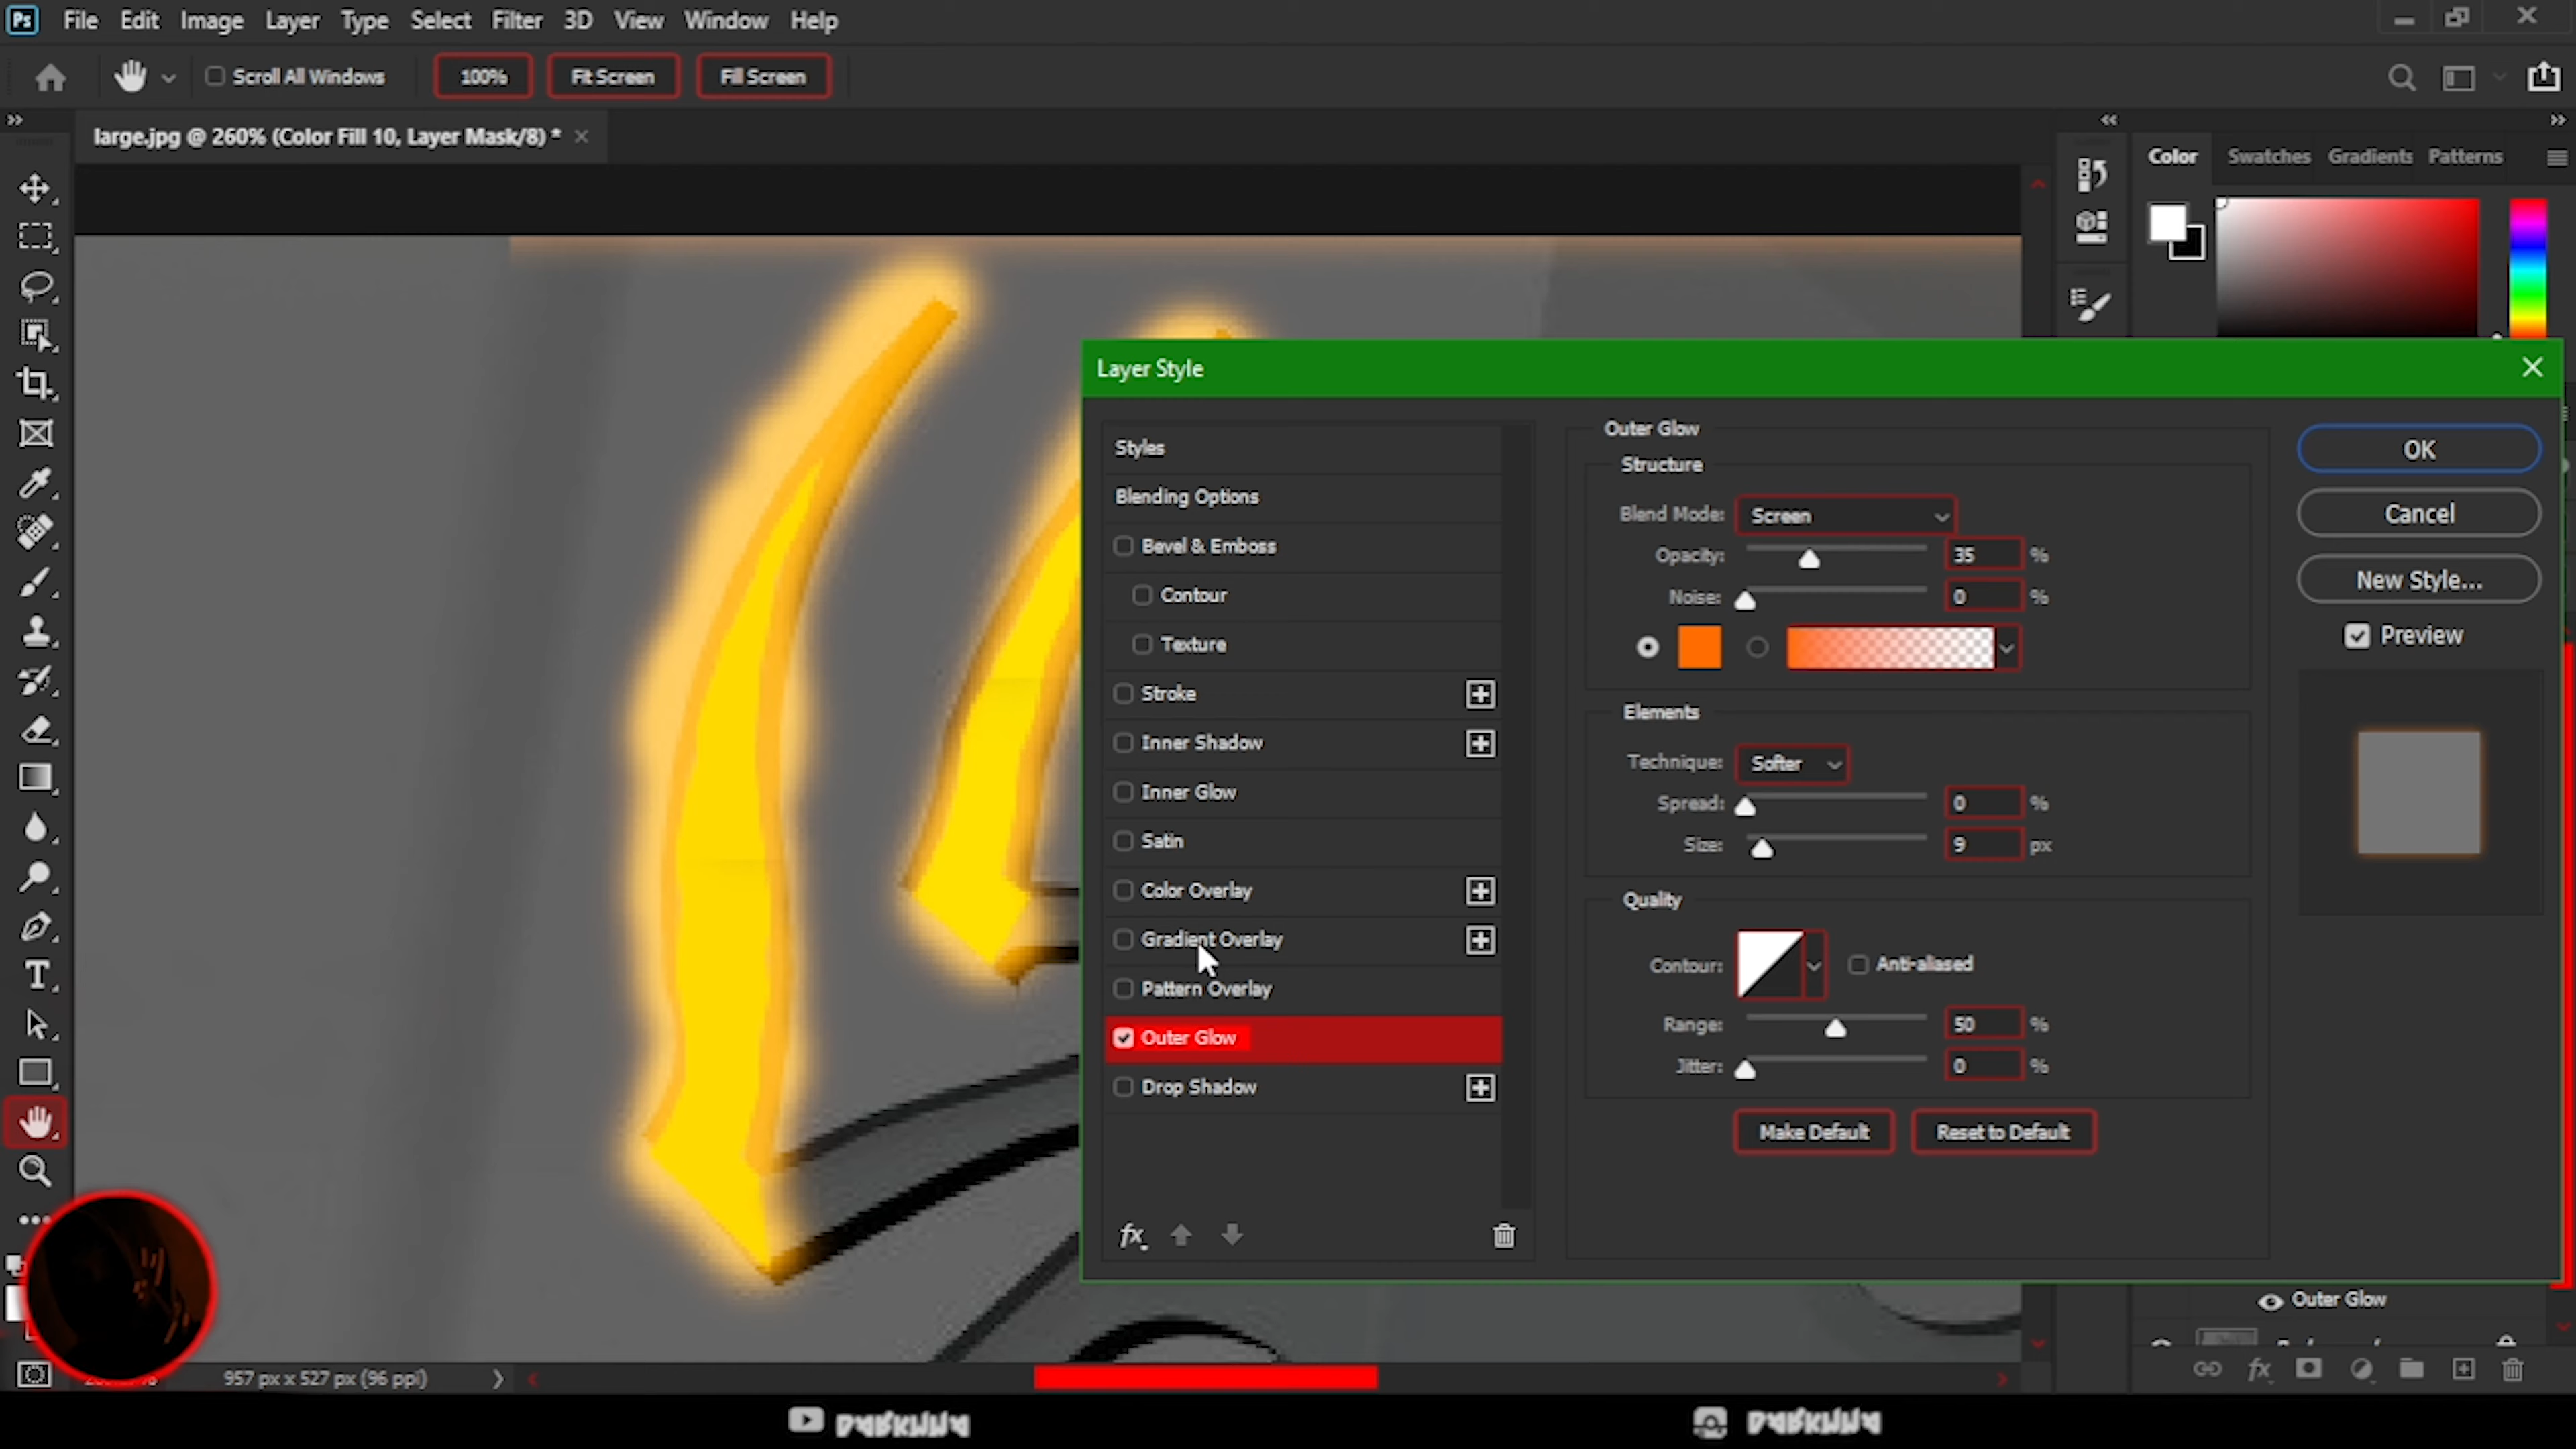 Ps File Edit Image Layer Type Select Filter 3D View Window Help
Scroll All Windows 100% Fit Screen Fill Screen
large.jpg @ 260% (Color Fill 10, Layer Mask/8) *
Color Swatches Gradients Patterns
Layer Style
Styles
Blending Options
Bevel & Emboss
Contour
Texture
Stroke
Inner Shadow
Inner Glow
Satin
Color Overlay
Gradient Overlay
Pattern Overlay
Outer Glow
Drop Shadow
fx
Outer Glow
Structure
Blend Mode: Screen
Opacity: 35 %
Noise: 0 %
Elements
Technique: Softer
Spread: 0 %
Size: 9 px
Quality
Contour: Anti-aliased
Range: 50 %
Jitter: 0 %
Make Default Reset to Default
OK
Cancel
New Style...
Preview
Outer Glow
fx
957 px x 527 px (96 ppi)